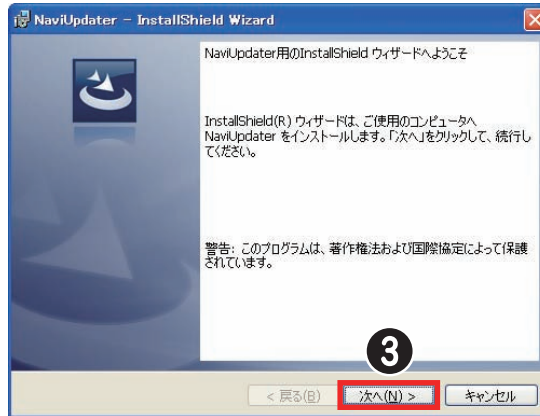 NaviUpdater - InstallShield Wizard
NaviUpdater用のInstallShield ウィザードへようこそ
InstallShield(R) ウィザードは、ご使用のコンピュータへ
NaviUpdater をインストールします。「次へ」をクリックして、続行し
てください。
警告: このプログラムは、著作権法および国際協定によって保護
されています。
3
< 戻る(B)
次へ(N) >
キャンセル